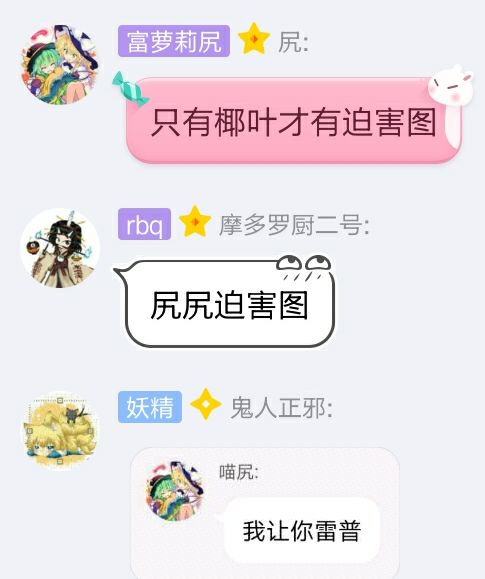 富萝莉尻 尻:
只有椰叶才有迫害图
rbq 摩多罗厨二号:
尻尻迫害图
妖精 鬼人正邪:
喵尻:
我让你雷普